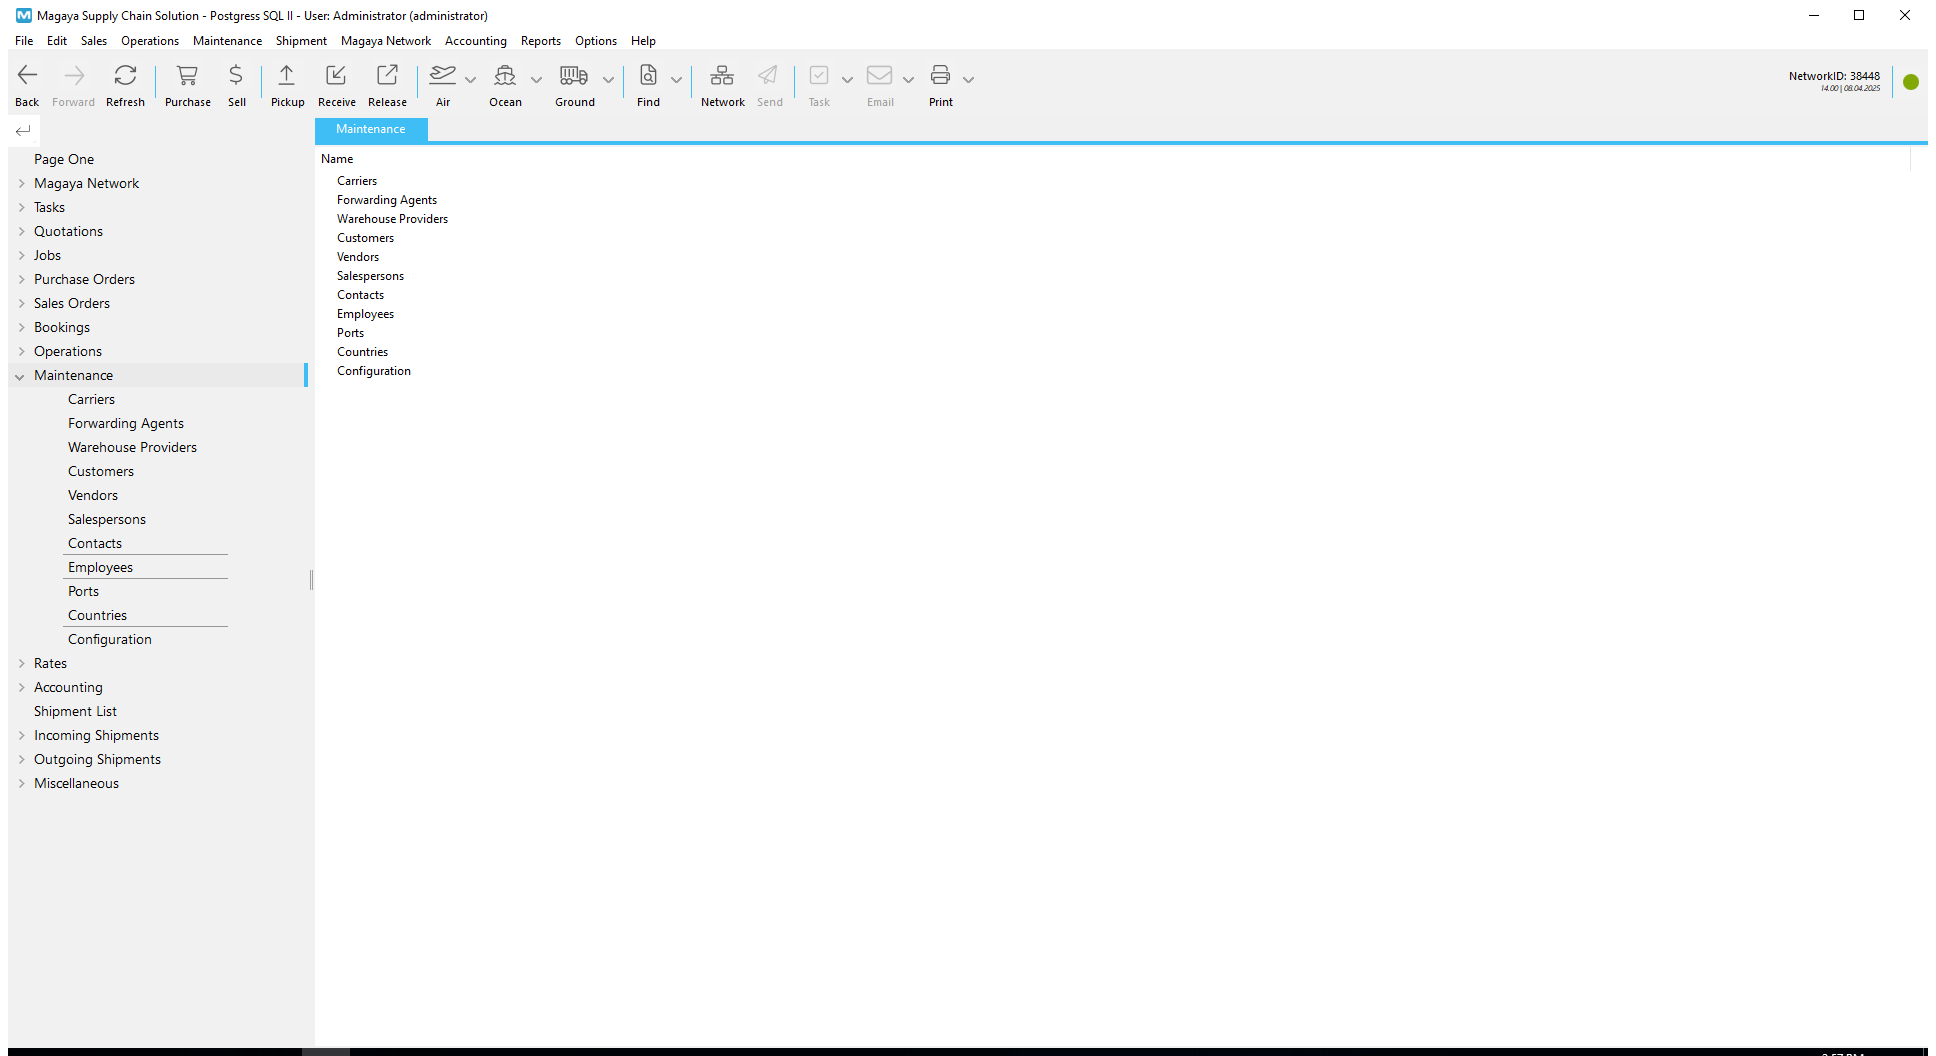 Magaya Supply Chain Solution - Postgress SQL II - User: Administrator (administrator)
File Edit Sales Operations Maintenance Shipment Magaya Network Accounting Reports Options Help
Back Forward Refresh Purchase Sell Pickup Receive Release Air Ocean Ground Find Network Send Task Email Print
NetworkID: 38448
14.00 | 08.04.2025
Page One
Magaya Network
Tasks
Quotations
Jobs
Purchase Orders
Sales Orders
Bookings
Operations
Maintenance
Carriers
Forwarding Agents
Warehouse Providers
Customers
Vendors
Salespersons
Contacts
Employees
Ports
Countries
Configuration
Rates
Accounting
Shipment List
Incoming Shipments
Outgoing Shipments
Miscellaneous
Maintenance
Name
Carriers
Forwarding Agents
Warehouse Providers
Customers
Vendors
Salespersons
Contacts
Employees
Ports
Countries
Configuration